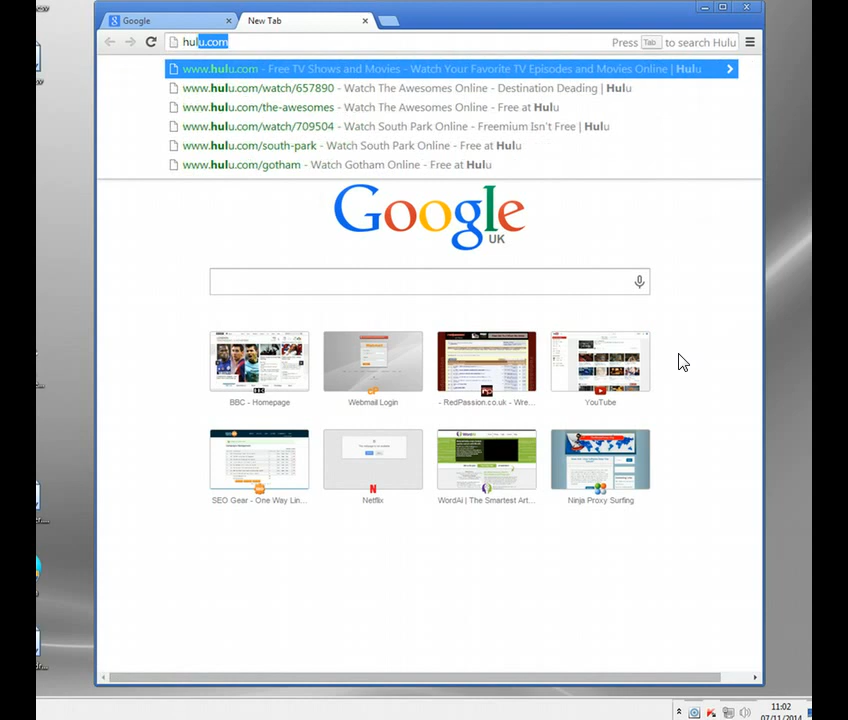 Google
New Tab
hulu.com
Press Tab to search Hulu
www.hulu.com - Free TV Shows and Movies - Watch Your Favorite TV Episodes and Movies Online | Hulu
www.hulu.com/watch/657890 - Watch The Awesomes Online - Destination Deading | Hulu
www.hulu.com/the-awesomes - Watch The Awesomes Online - Free at Hulu
www.hulu.com/watch/709504 - Watch South Park Online - Freemium Isn't Free | Hulu
www.hulu.com/south-park - Watch South Park Online - Free at Hulu
www.hulu.com/gotham - Watch Gotham Online - Free at Hulu
Google
UK
BBC - Homepage
Webmail Login
- RedPassion.co.uk - Wre...
YouTube
SEO Gear - One Way Lin...
Netflix
WordAi | The Smartest Art...
Ninja Proxy Surfing
11:02
07/11/2014